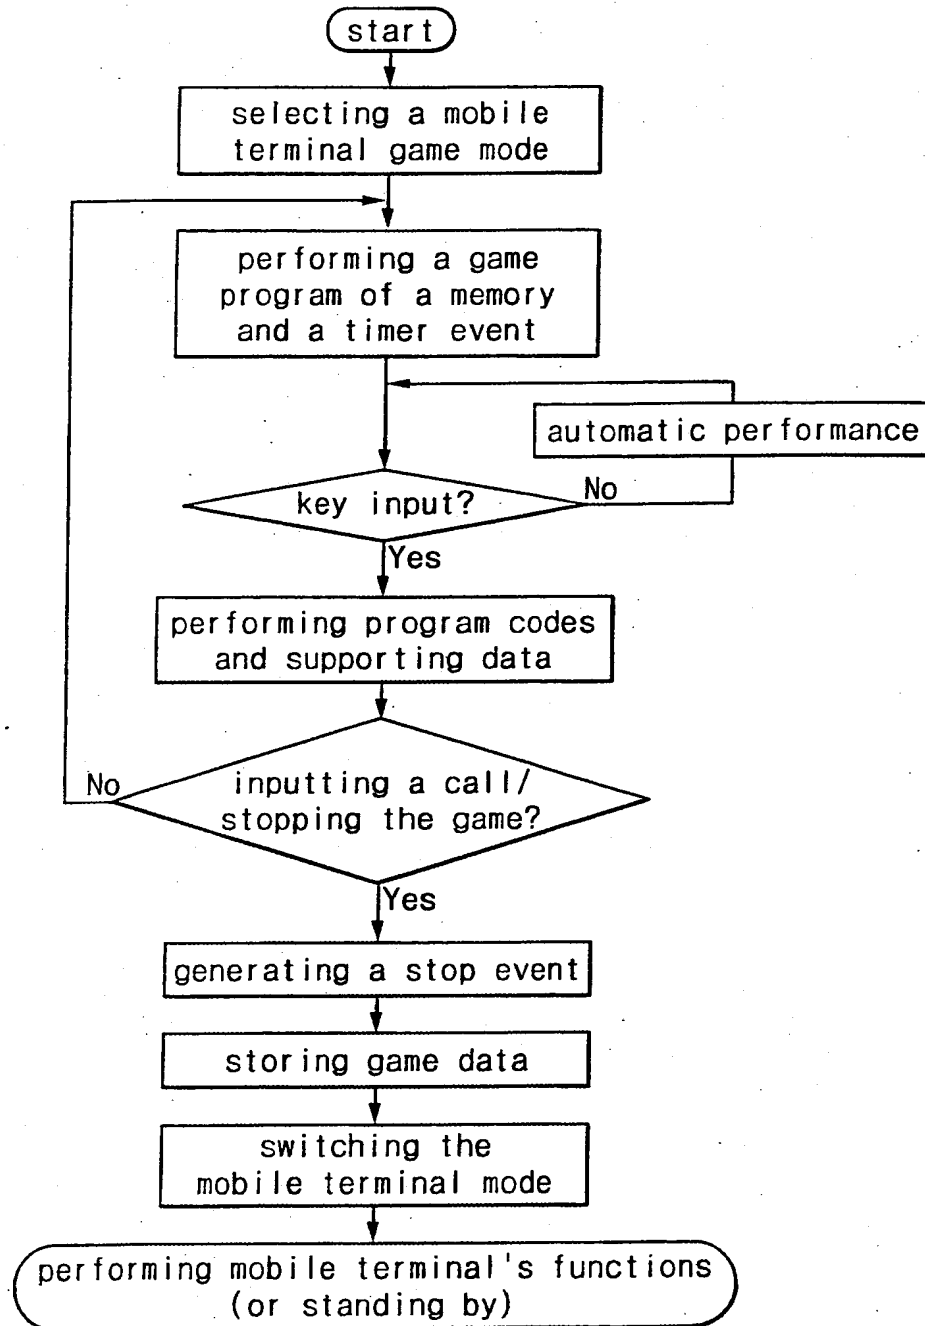 start
selecting a mobile
terminal game mode
performing a game
program of a memory
and a timer event
automatic performance
key input?
No
Yes
performing program codes
and supporting data
No
inputting a call/
stopping the game?
Yes
generating a stop event
storing game data
switching the
mobile terminal mode
performing mobile terminal's functions
(or standing by)